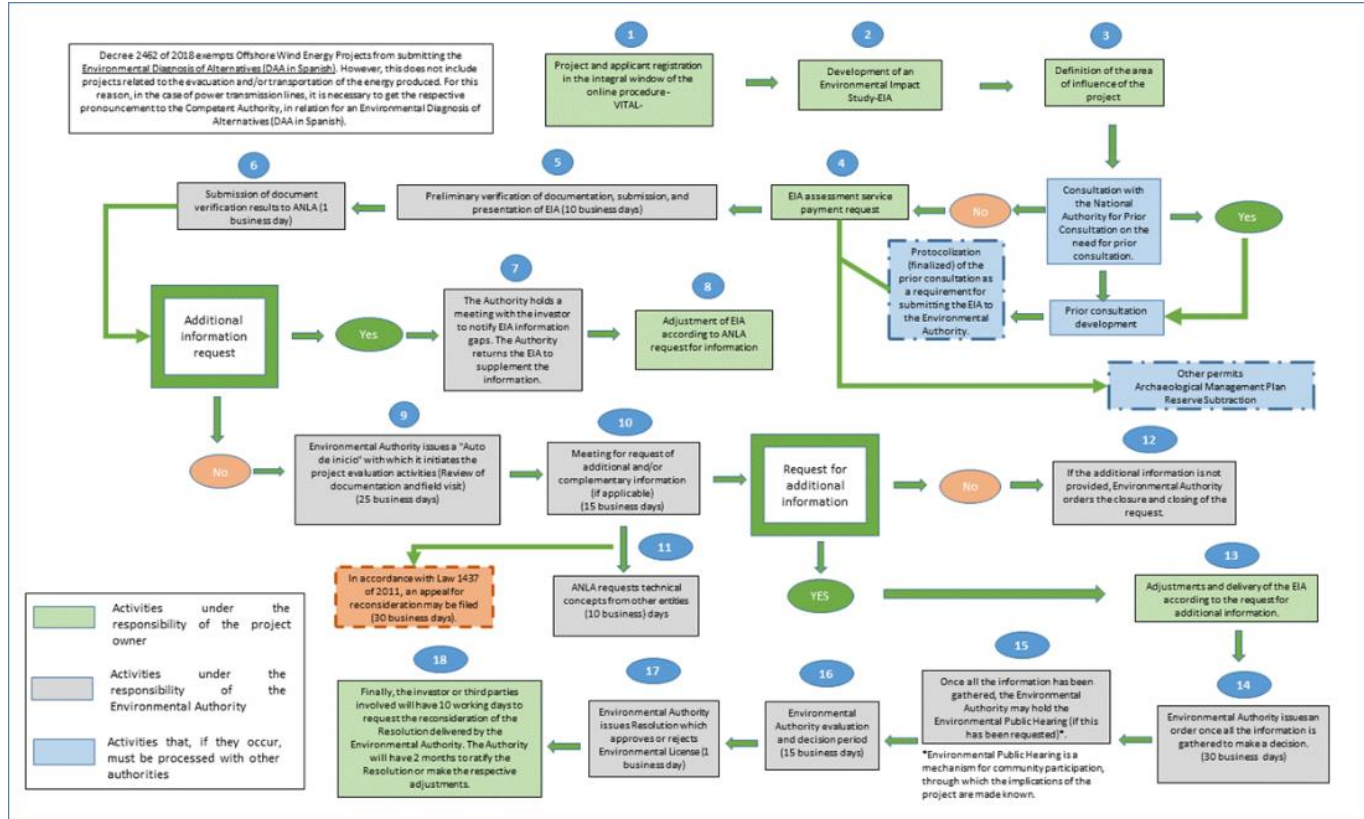 Decree 2462 of 2018 exempts Offshore Wind Energy Projects from submitting the
Environmental Diagnosis of Alternatives (DAA in Spanish). However, this does not include
projects related to the evacuation and/or transportation of the energy produced. For this
reason, in the case of power transmission lines, it is necessary to get the respective
pronouncement to the Competent Authority, in relation for an Environmental Diagnosis of
Alternatives (DAA in Spanish).
1
Project and applicant registration
in the integral window of the
online procedure-
VITAL-
2
Development of an
Environmental Impact
Study-EIA
3
Definition of the area
of influence of the
project
Consultation with
the National
Authority for Prior
Consultation on the
need for prior
consultation.
Yes
No
Prior consultation
development
Protocolization
(finalized) of the
prior consultation as
a requirement for
submitting the EIA to
the Environmental
Authority.
4
EIA assessment service
payment request
Other permits
Archaeological Management Plan
Reserve Subtraction
5
Preliminary verification of documentation, submission, and
presentation of EIA (10 business days)
6
Submission of document
verification results to ANLA (1
business day)
Additional
information
request
Yes
7
The Authority holds a
meeting with the investor
to notify EIA information
gaps. The Authority
returns the EIA to
supplement the
information.
8
Adjustment of EIA
according to ANLA
request for information
No
9
Environmental Authority issues a "Auto
de inicio" with which it initiates the
project evaluation activities (Review of
documentation and field visit)
(25 business days)
10
Meeting for request of
additional and/or
complementary information
(if applicable)
(15 business days)
Request for
additional
information
No
12
If the additional information is not
provided, Environmental Authority
orders the closure and closing of the
request.
11
ANLA requests technical
concepts from other entities
(10 business) days
In accordance with Law 1437
of 2011, an appeal for
reconsideration may be filed
(30 business days).
YES
13
Adjustments and delivery of the EIA
according to the request for
additional information.
14
Environmental Authority issues an
order once all the information is
gathered to make a decision.
(30 business days)
15
Once all the information has been
gathered, the Environmental
Authority may hold the
Environmental Public Hearing (if this
has been requested)*.
*Environmental Public Hearing is a
mechanism for community participation,
through which the implications of the
project are made known.
16
Environmental
Authority evaluation
and decision period
(15 business days)
17
Environmental Authority
issues Resolution which
approves or rejects
Environmental License (1
business day)
18
Finally, the investor or third parties
involved will have 10 working days to
request the reconsideration of the
Resolution delivered by the
Environmental Authority. The Authority
will have 2 months to ratify the
Resolution or make the respective
adjustments.
Activities under the
responsibility of the project
owner
Activities under the
responsibility of the
Environmental Authority
Activities that, if they occur,
must be processed with other
authorities